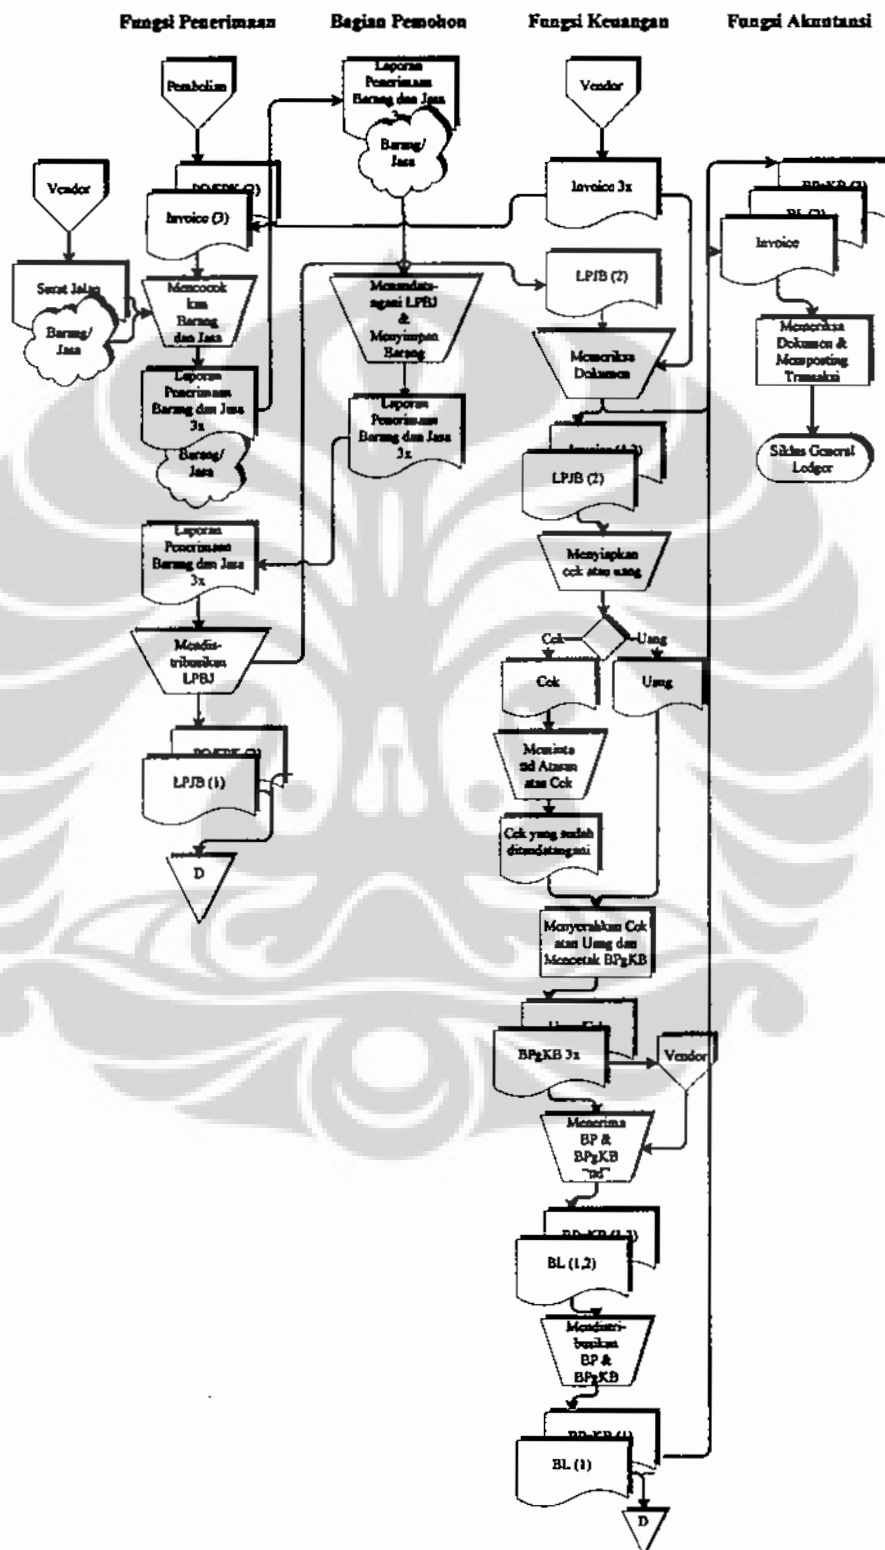 Fungsi Penerimaan
Bagian Pemohon
Fungsi Keuangan
Fungsi Akuntansi
Pembelian
Laporan
Penerimaan
Barang dan Jasa
Barang/
Jasa
Vendor
Vendor
Invoice (3)
Invoice 3x
Invoice
Surat Jalan
Barang/
Jasa
Mencocok
kan
Barang
dan Jasa
Menandata-
ngani LPBJ
&
Menyimpan
Barang
LPJB (2)
Memeriksa
Dokumen
Memeriksa
Dokumen &
Memposting
Transaksi
Siklus General
Ledger
Laporan
Penerimaan
Barang dan Jasa
3x
Barang/
Jasa
Laporan
Penerimaan
Barang dan Jasa
3x
LPJB (2)
Menyiapkan
cek atau uang
Laporan
Penerimaan
Barang dan Jasa
3x
Mendis-
tribusikan
LPBJ
Cek
Uang
Cek
Uang
LPJB (1)
D
Meminta
ttd Atasan
atas Cek
Cek yang sudah
ditandatangani
Menyerahkan Cek
atau Uang dan
Mencetak BPgKB
BPgKB 3x
Vendor
Menerima
BP &
BPgKB
BL (1,2)
Mendistri-
busikan
BP &
BPgKB
BL (1)
D